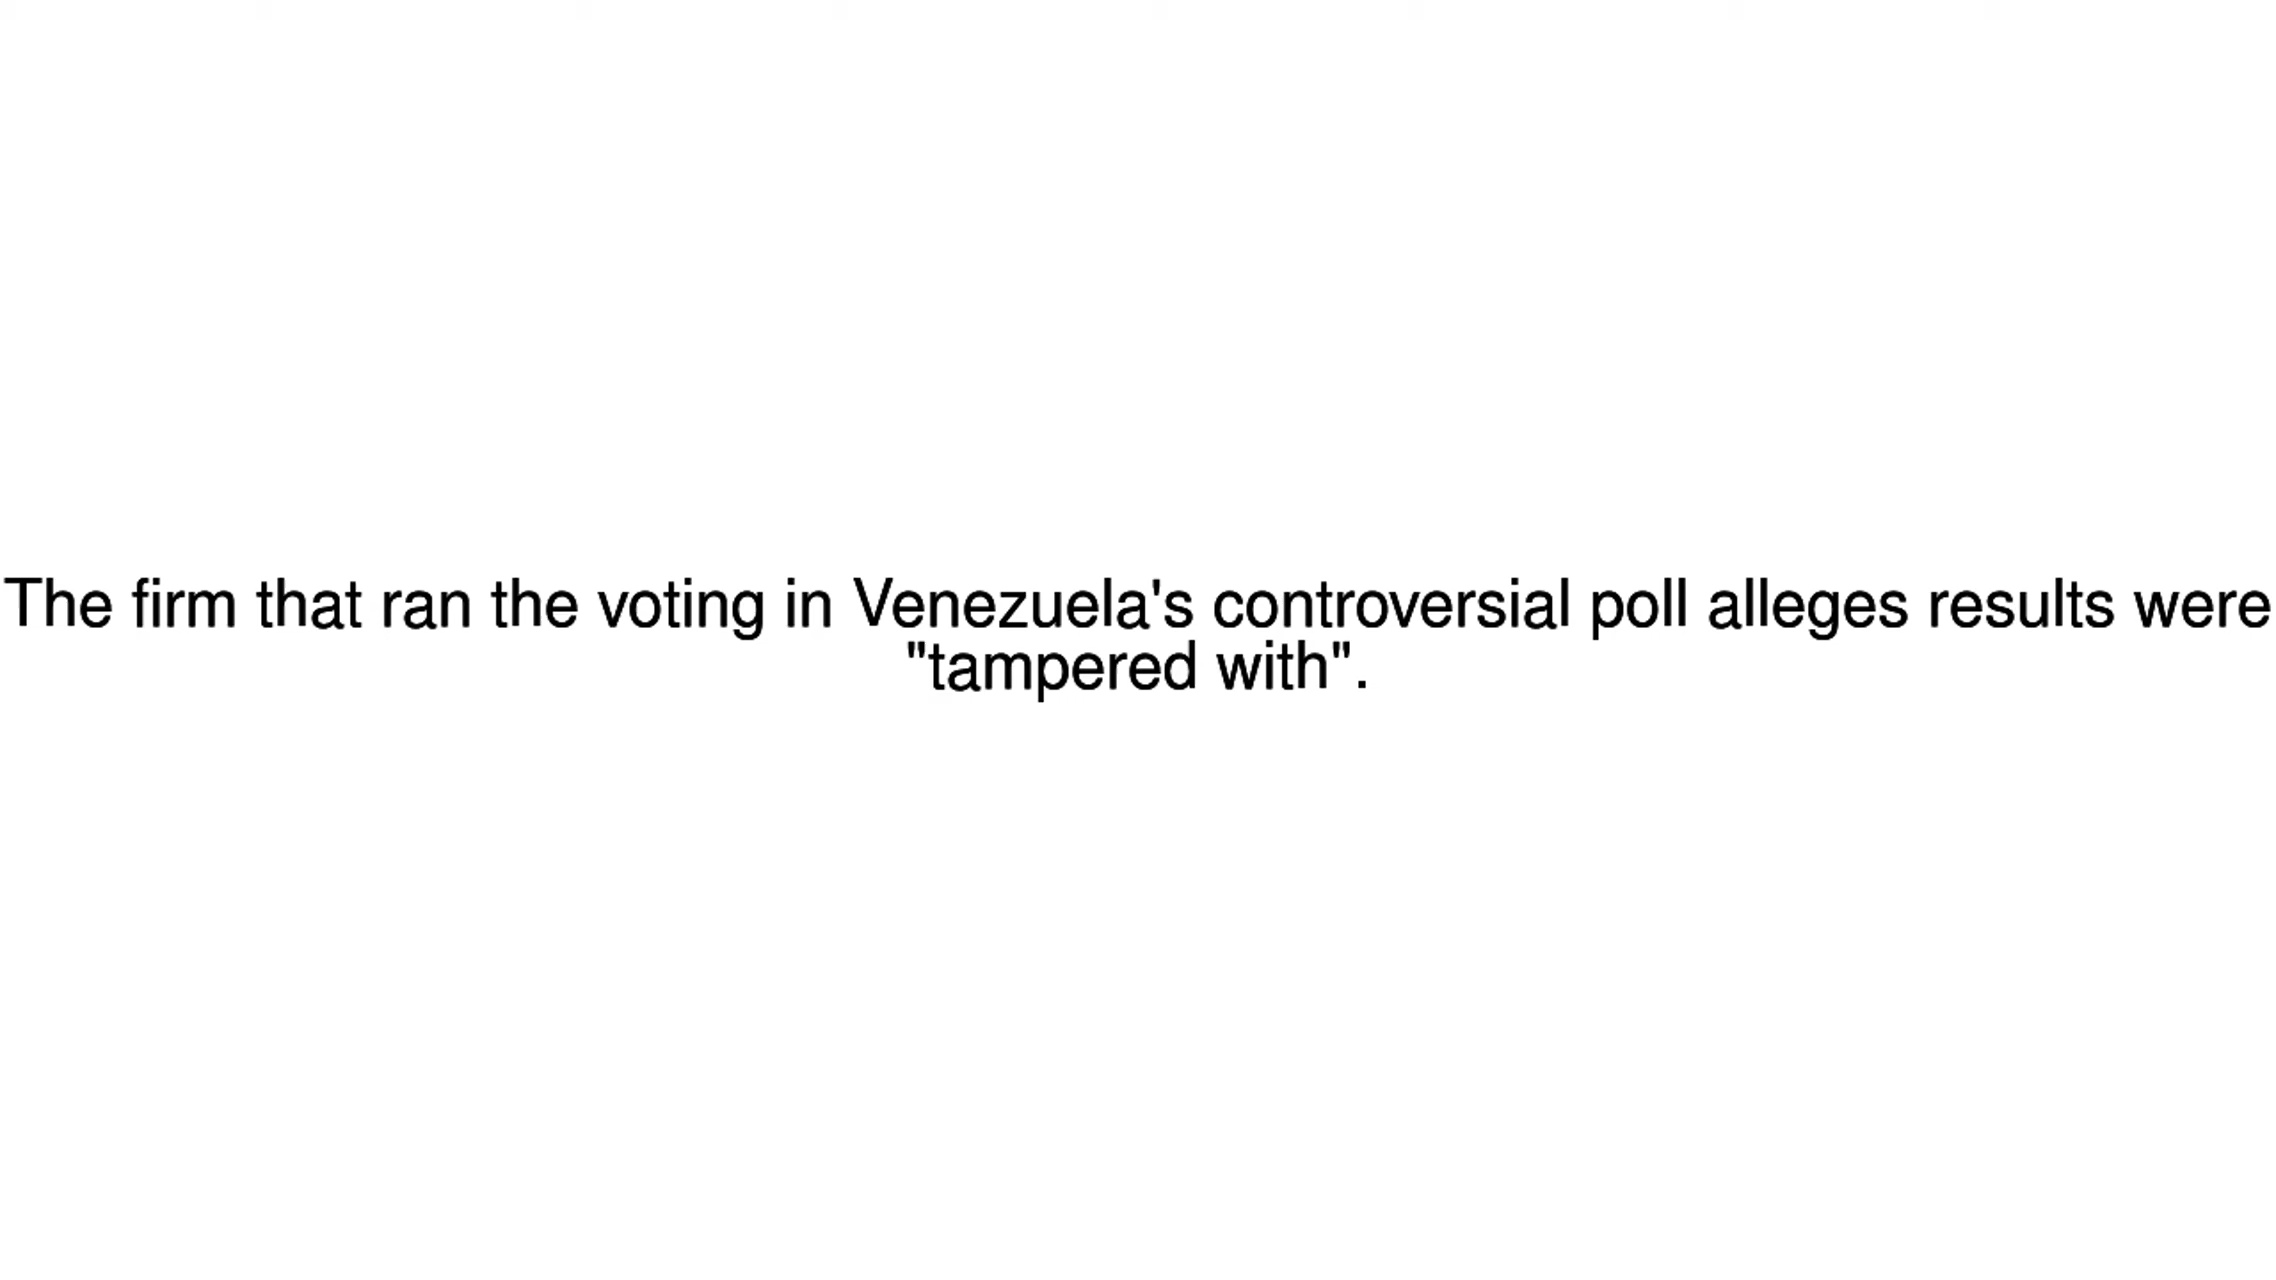 The firm that ran the voting in Venezuela's controversial poll alleges results were
"tampered with".